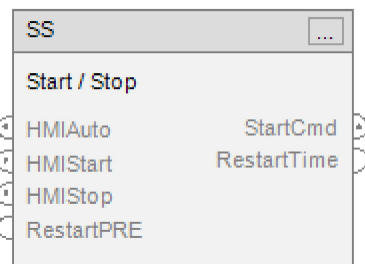 SS ...
Start / Stop
HMIAuto StartCmd
HMIStart RestartTime
HMIStop
RestartPRE